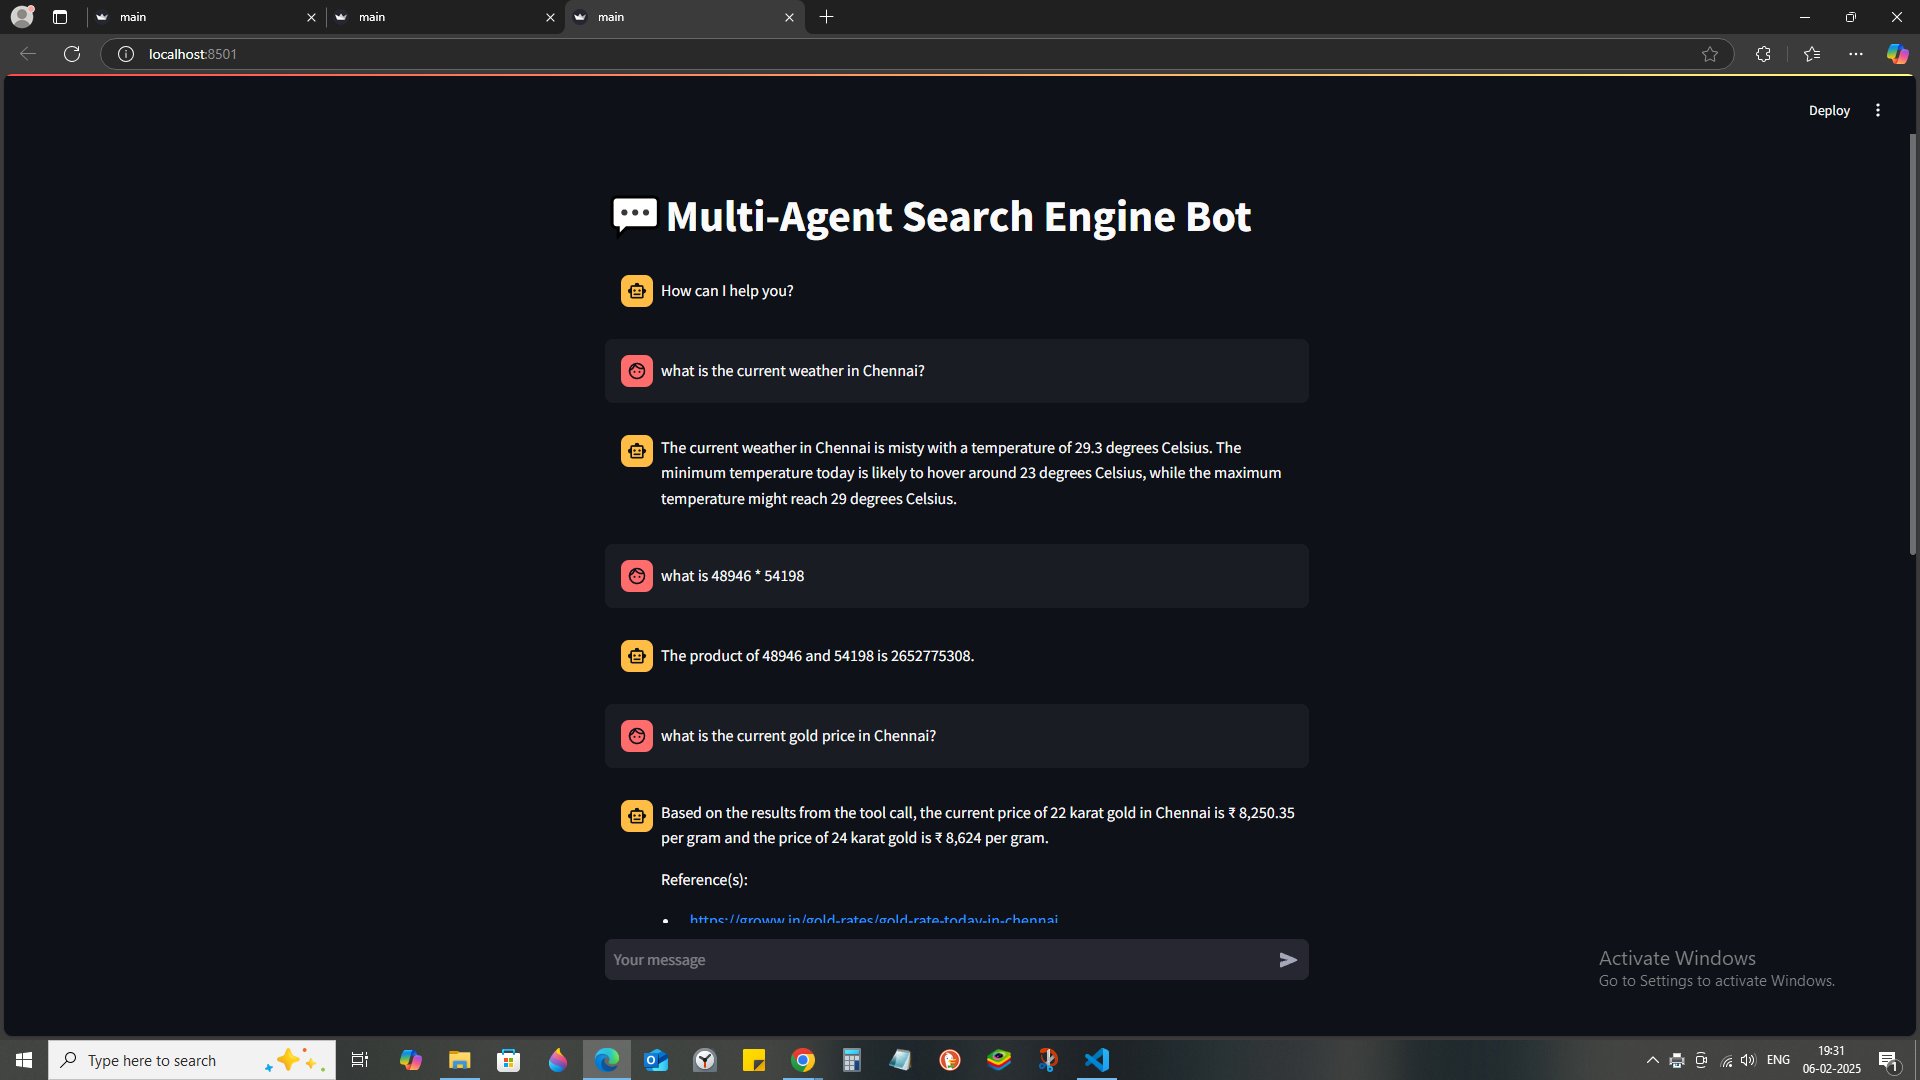 main
main
main
localhost:8501
Deploy
Multi-Agent Search Engine Bot
How can I help you?
what is the current weather in Chennai?
The current weather in Chennai is misty with a temperature of 29.3 degrees Celsius. The
minimum temperature today is likely to hover around 23 degrees Celsius, while the maximum
temperature might reach 29 degrees Celsius.
what is 48946 * 54198
The product of 48946 and 54198 is 2652775308.
what is the current gold price in Chennai?
Based on the results from the tool call, the current price of 22 karat gold in Chennai is ₹ 8,250.35
per gram and the price of 24 karat gold is ₹ 8,624 per gram.
Reference(s):
• https://groww.in/gold-rates/gold-rate-today-in-chennai
Your message
Activate Windows
Go to Settings to activate Windows.
Type here to search
ENG
19:31
06-02-2025
1